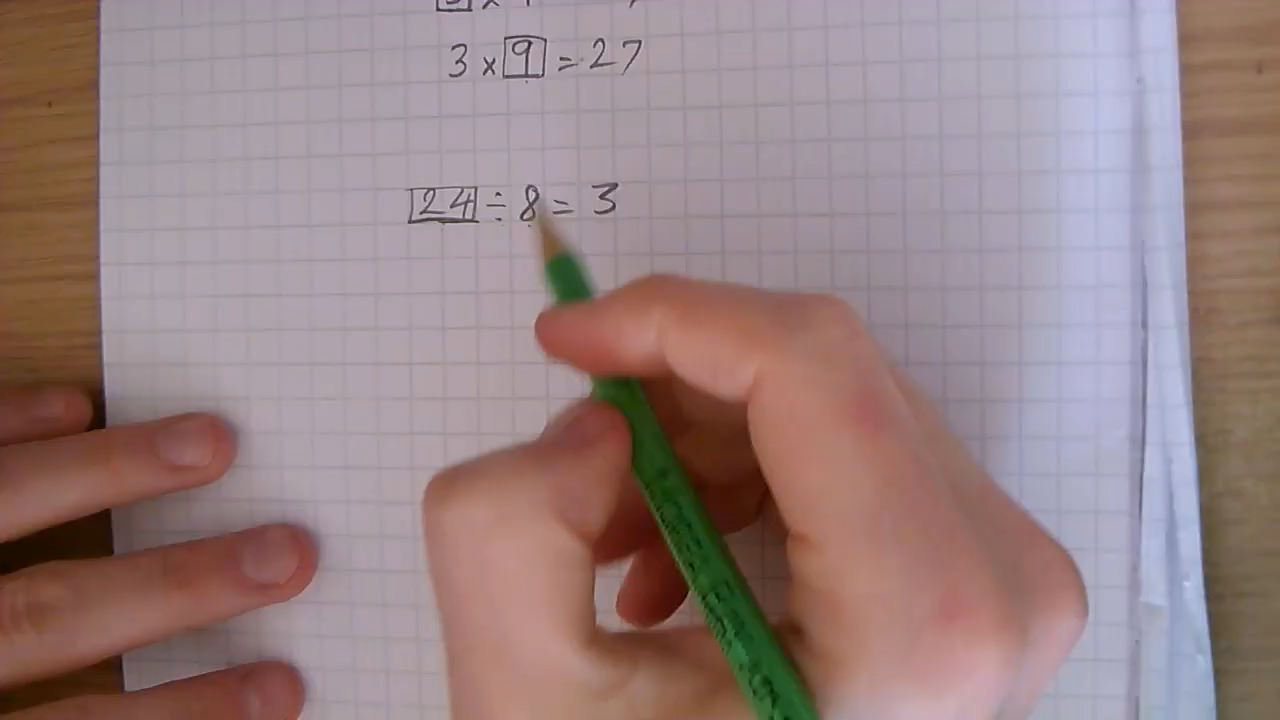 3 × 9 = 27
24 ÷ 8 = 3